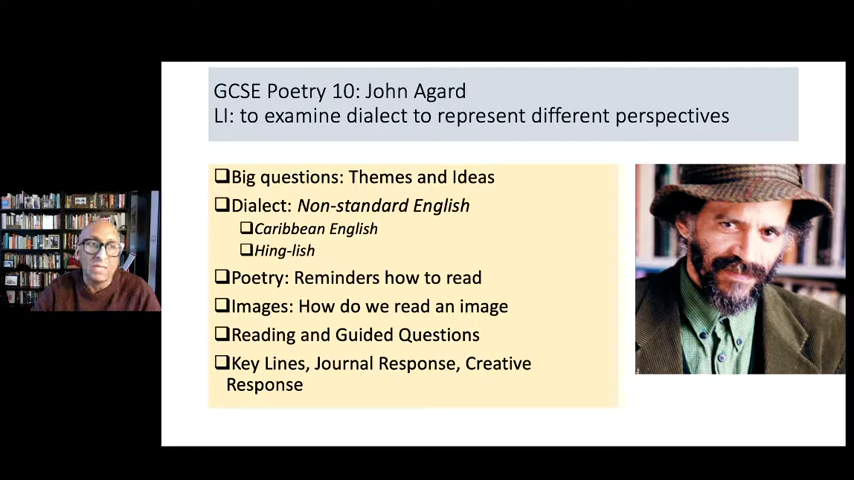 GCSE Poetry 10: John Agard
LI: to examine dialect to represent different perspectives
Big questions: Themes and Ideas
Dialect: Non-standard English
Caribbean English
Hing-lish
Poetry: Reminders how to read
Images: How do we read an image
Reading and Guided Questions
Key Lines, Journal Response, Creative
Response